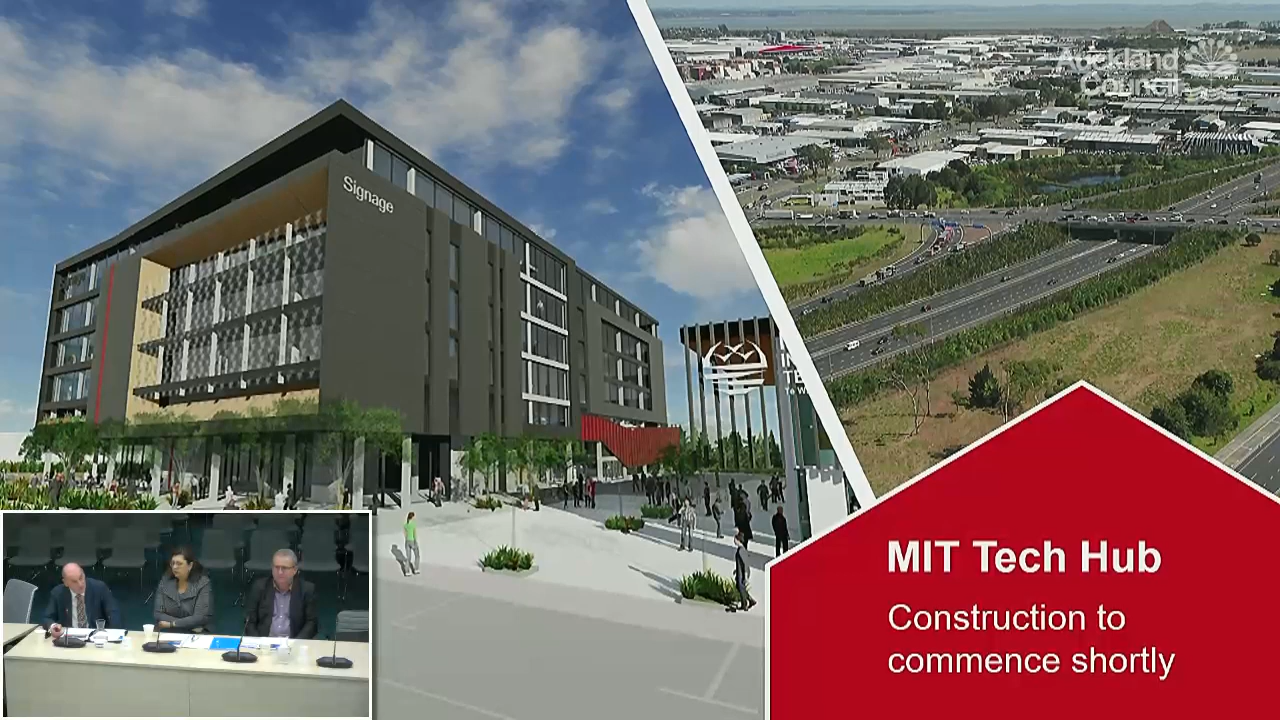 Auckland
Council
Signage
MIT Tech Hub
Construction to
commence shortly